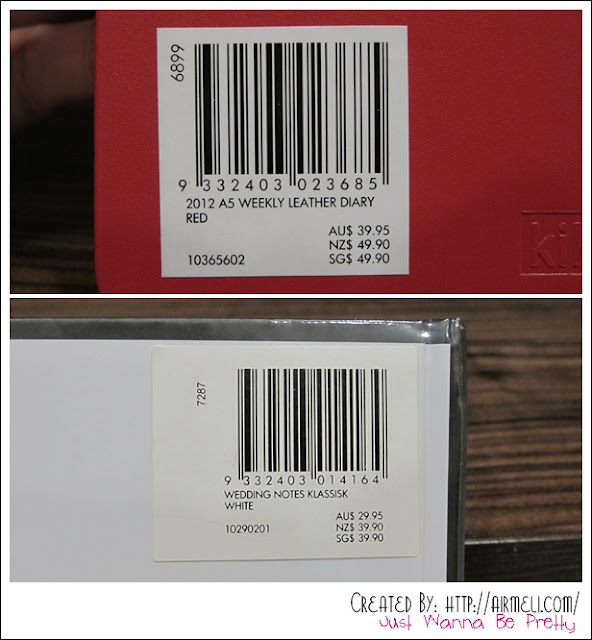 6899
9 332403 023685
2012 A5 WEEKLY LEATHER DIARY
RED
AU$ 39.95
NZ$ 49.90
10365602 SG$ 49.90
ki
7287
9 332403 014164
WEDDING NOTES KLASSISK
WHITE
AU$ 29.95
NZ$ 39.90
10290201 SG$ 39.90
CREATED BY: HTTP://AIRMELI.COM/
JUST WANNA BE PRETTY